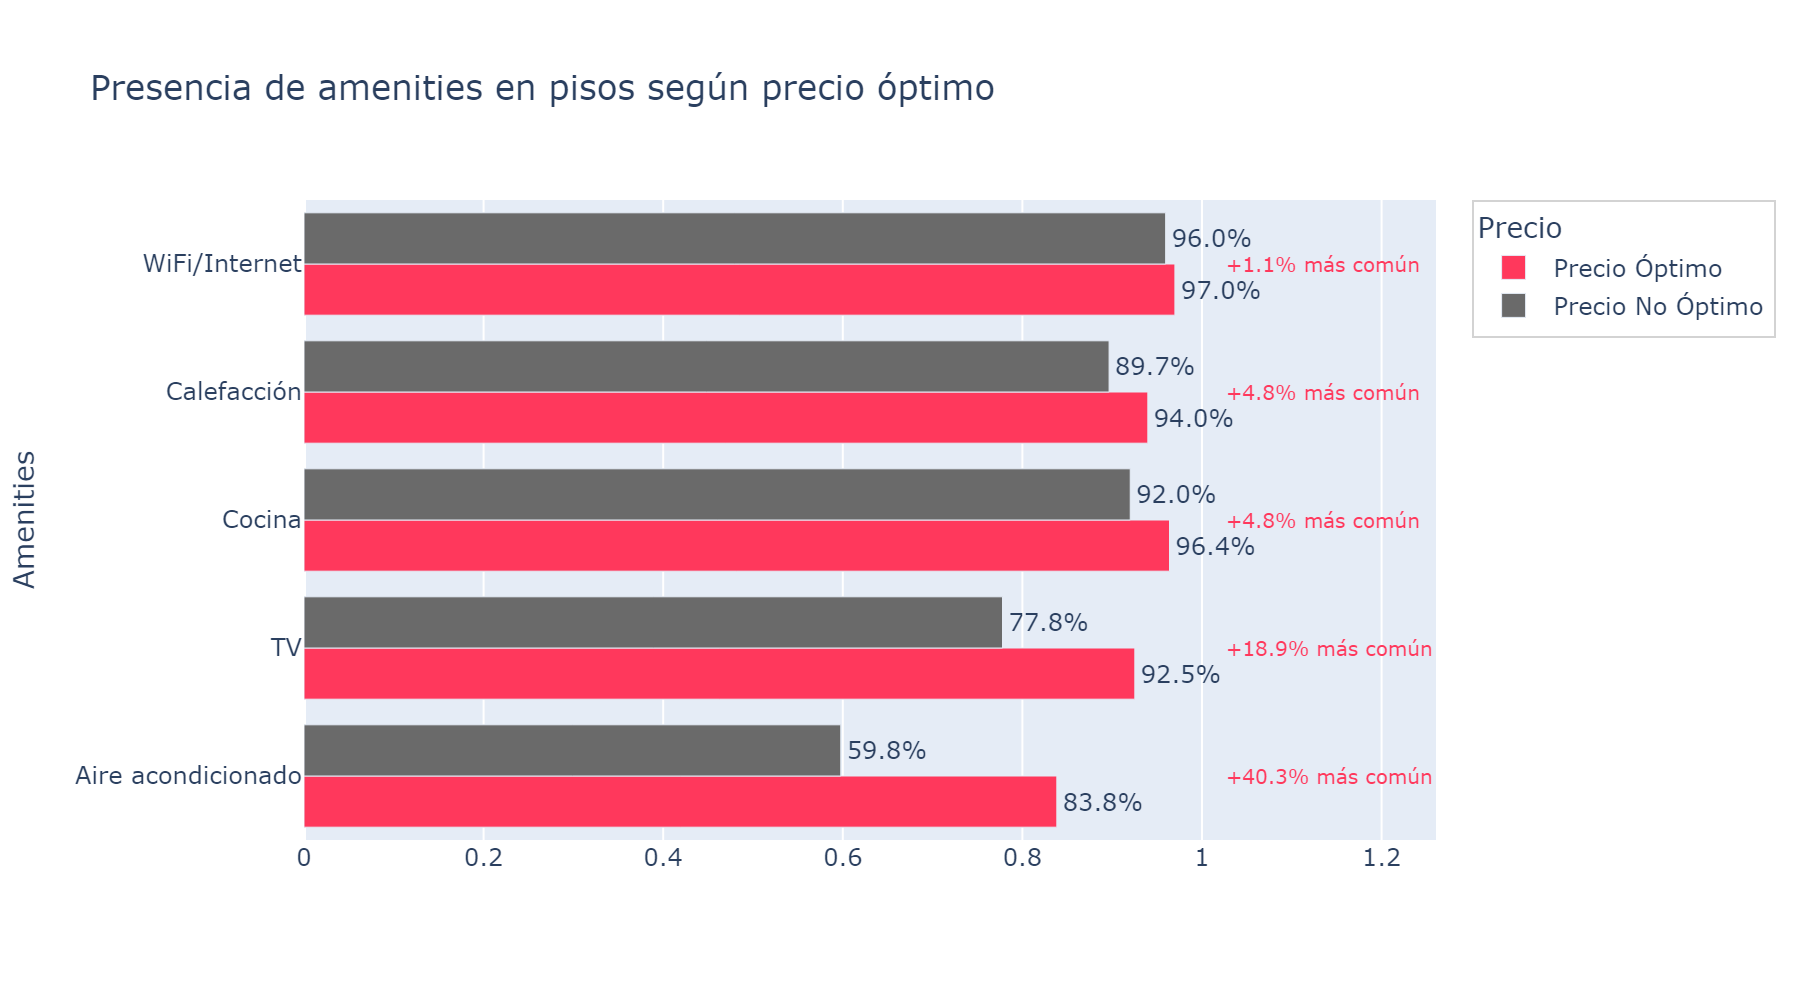 Presencia de amenities en pisos según precio óptimo
Precio
Precio Óptimo
Precio No Óptimo
Amenities
WiFi/Internet
96.0%
+1.1% más común
97.0%
Calefacción
89.7%
+4.8% más común
94.0%
Cocina
92.0%
+4.8% más común
96.4%
TV
77.8%
+18.9% más común
92.5%
Aire acondicionado
59.8%
+40.3% más común
83.8%
0 0.2 0.4 0.6 0.8 1 1.2